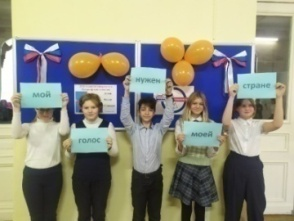 мой
голос
нужен
моей
стране